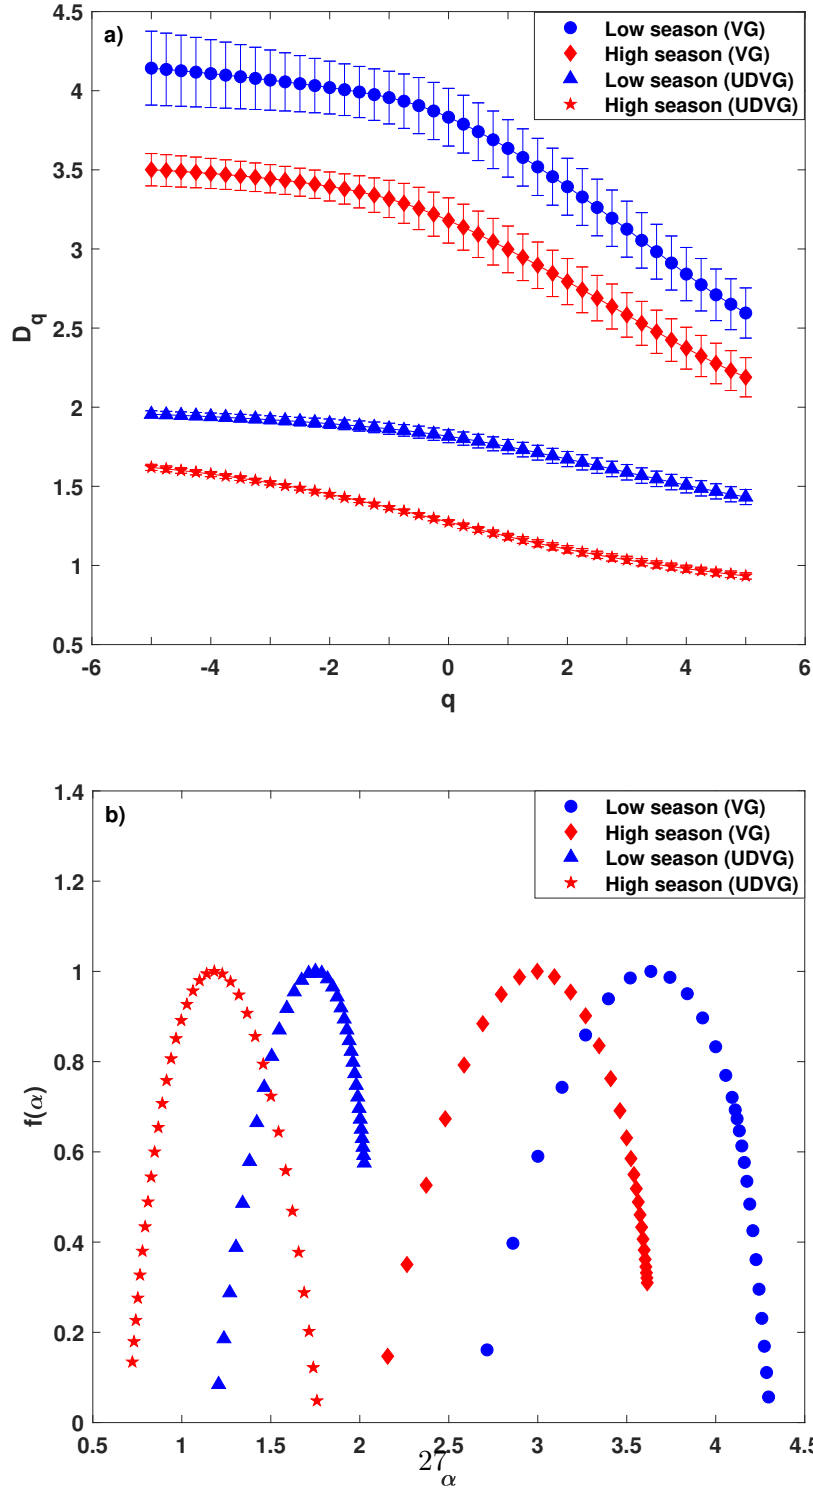 4.5
4
3.5
3
2.5
2
1.5
1
0.5
D_q
a)
Low season (VG)
High season (VG)
Low season (UDVG)
High season (UDVG)
-6 -4 -2 0 2 4 6
q
1.4
1.2
1
0.8
0.6
0.4
0.2
0
f(α)
b)
Low season (VG)
High season (VG)
Low season (UDVG)
High season (UDVG)
0.5 1 1.5 2 2.5 3 3.5 4 4.5
27
α